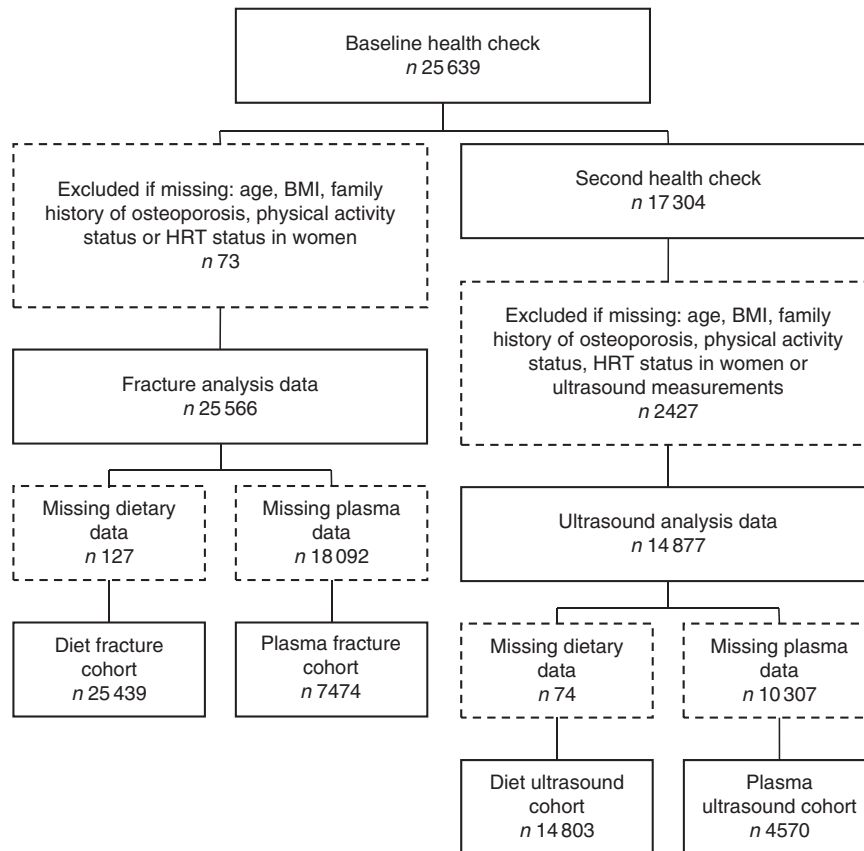 Baseline health check
n 25 639
Excluded if missing: age, BMI, family
history of osteoporosis, physical activity
status or HRT status in women
n 73
Second health check
n 17 304
Excluded if missing: age, BMI, family
history of osteoporosis, physical activity
status, HRT status in women or
ultrasound measurements
n 2427
Fracture analysis data
n 25 566
Missing dietary
data
n 127
Missing plasma
data
n 18 092
Ultrasound analysis data
n 14 877
Diet fracture
cohort
n 25 439
Plasma fracture
cohort
n 7474
Missing dietary
data
n 74
Missing plasma
data
n 10 307
Diet ultrasound
cohort
n 14 803
Plasma
ultrasound cohort
n 4570